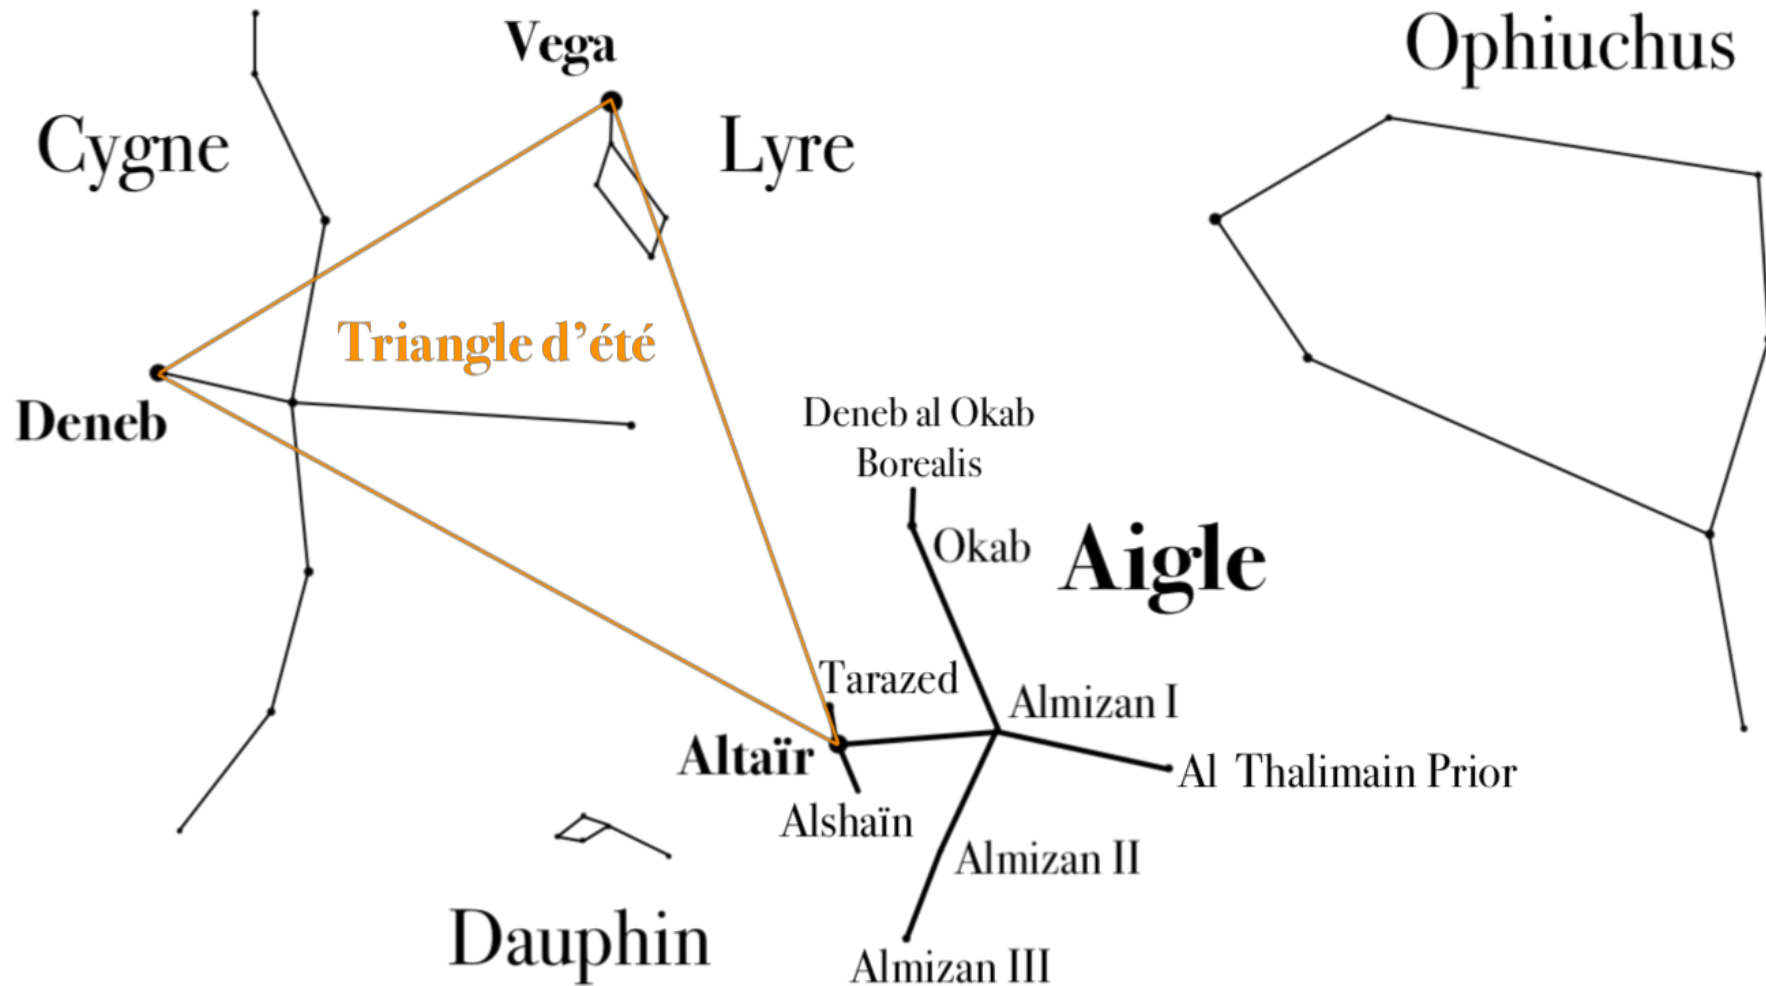 Ophiuchus
Vega
Cygne
Lyre
Triangle d’été
Deneb
Deneb al Okab
Borealis
Okab
Aigle
Tarazed
Almizan I
Altaïr
Al Thalimain Prior
Alshaïn
Almizan II
Dauphin
Almizan III